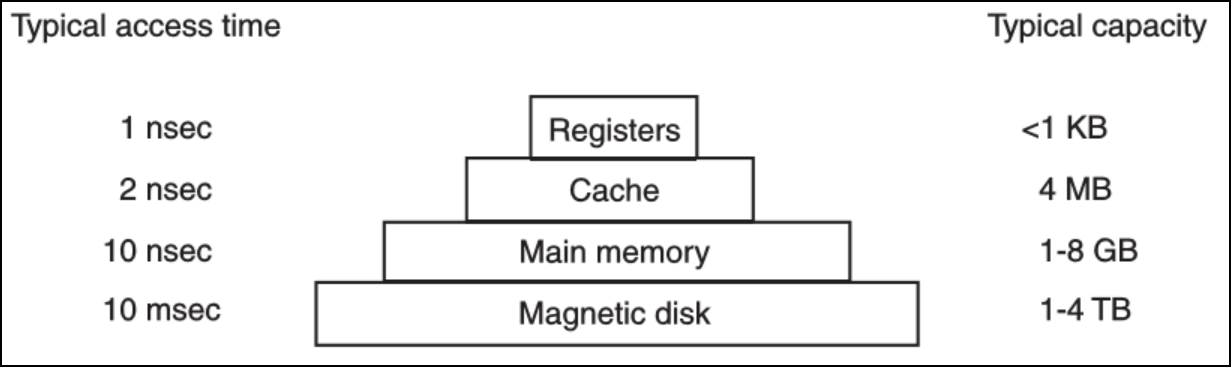 Typical access time Typical capacity
1 nsec Registers <1 KB
2 nsec Cache 4 MB
10 nsec Main memory 1-8 GB
10 msec Magnetic disk 1-4 TB